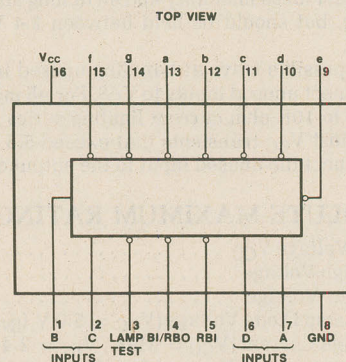 TOP VIEW
Vcc f g a b c d e
16 15 14 13 12 11 10 9
1 2 3 4 5 6 7 8
B C LAMP TEST BI/RBO RBI D A GND
INPUTS INPUTS